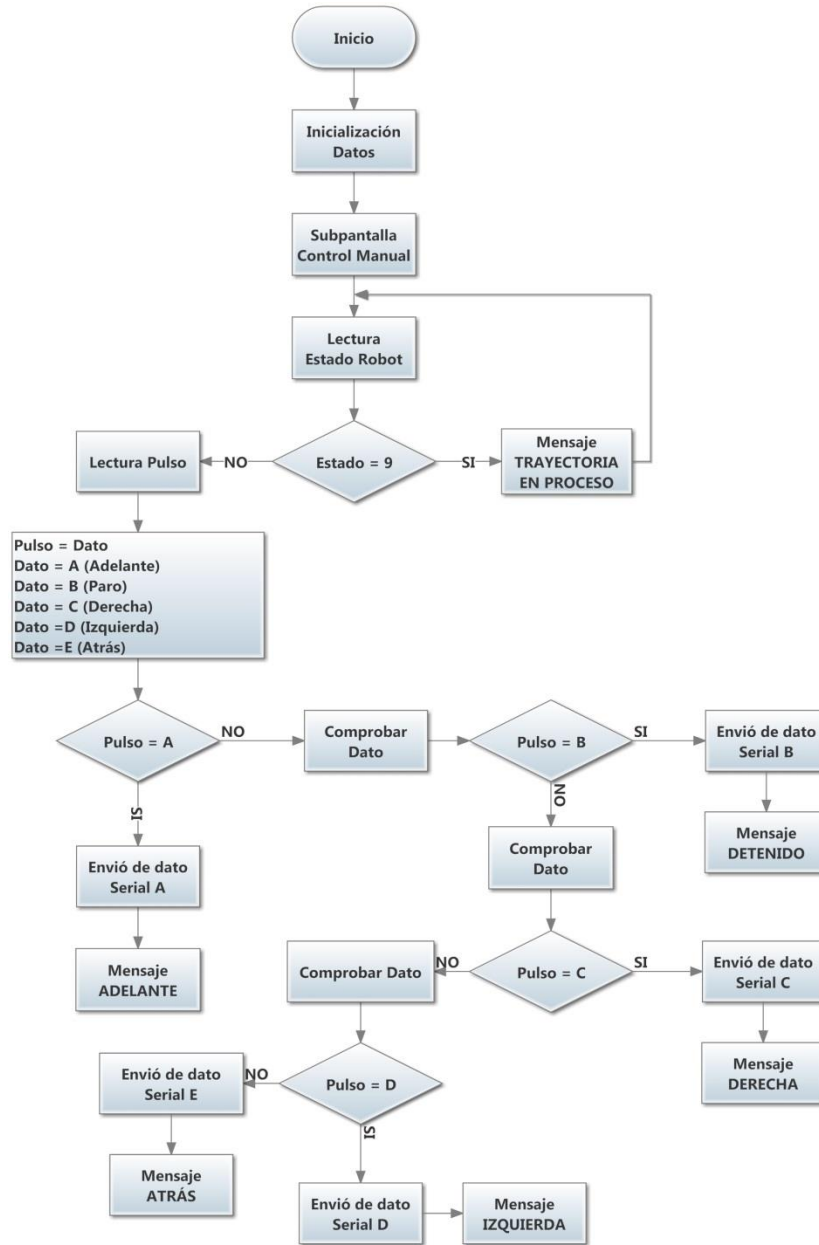 Inicio
Inicialización
Datos
Subpantalla
Control Manual
Lectura
Estado Robot
Lectura Pulso
NO
Estado = 9
SI
Mensaje
TRAYECTORIA
EN PROCESO
Pulso = Dato
Dato = A (Adelante)
Dato = B (Paro)
Dato = C (Derecha)
Dato =D (Izquierda)
Dato =E (Atrás)
Pulso = A
NO
Comprobar
Dato
Pulso = B
SI
Envió de dato
Serial B
SI
NO
Mensaje
DETENIDO
Envió de dato
Serial A
Comprobar
Dato
Mensaje
ADELANTE
Comprobar Dato
NO
Pulso = C
SI
Envió de dato
Serial C
Mensaje
DERECHA
Envió de dato
Serial E
NO
Pulso = D
SI
Mensaje
ATRÁS
Envió de dato
Serial D
Mensaje
IZQUIERDA